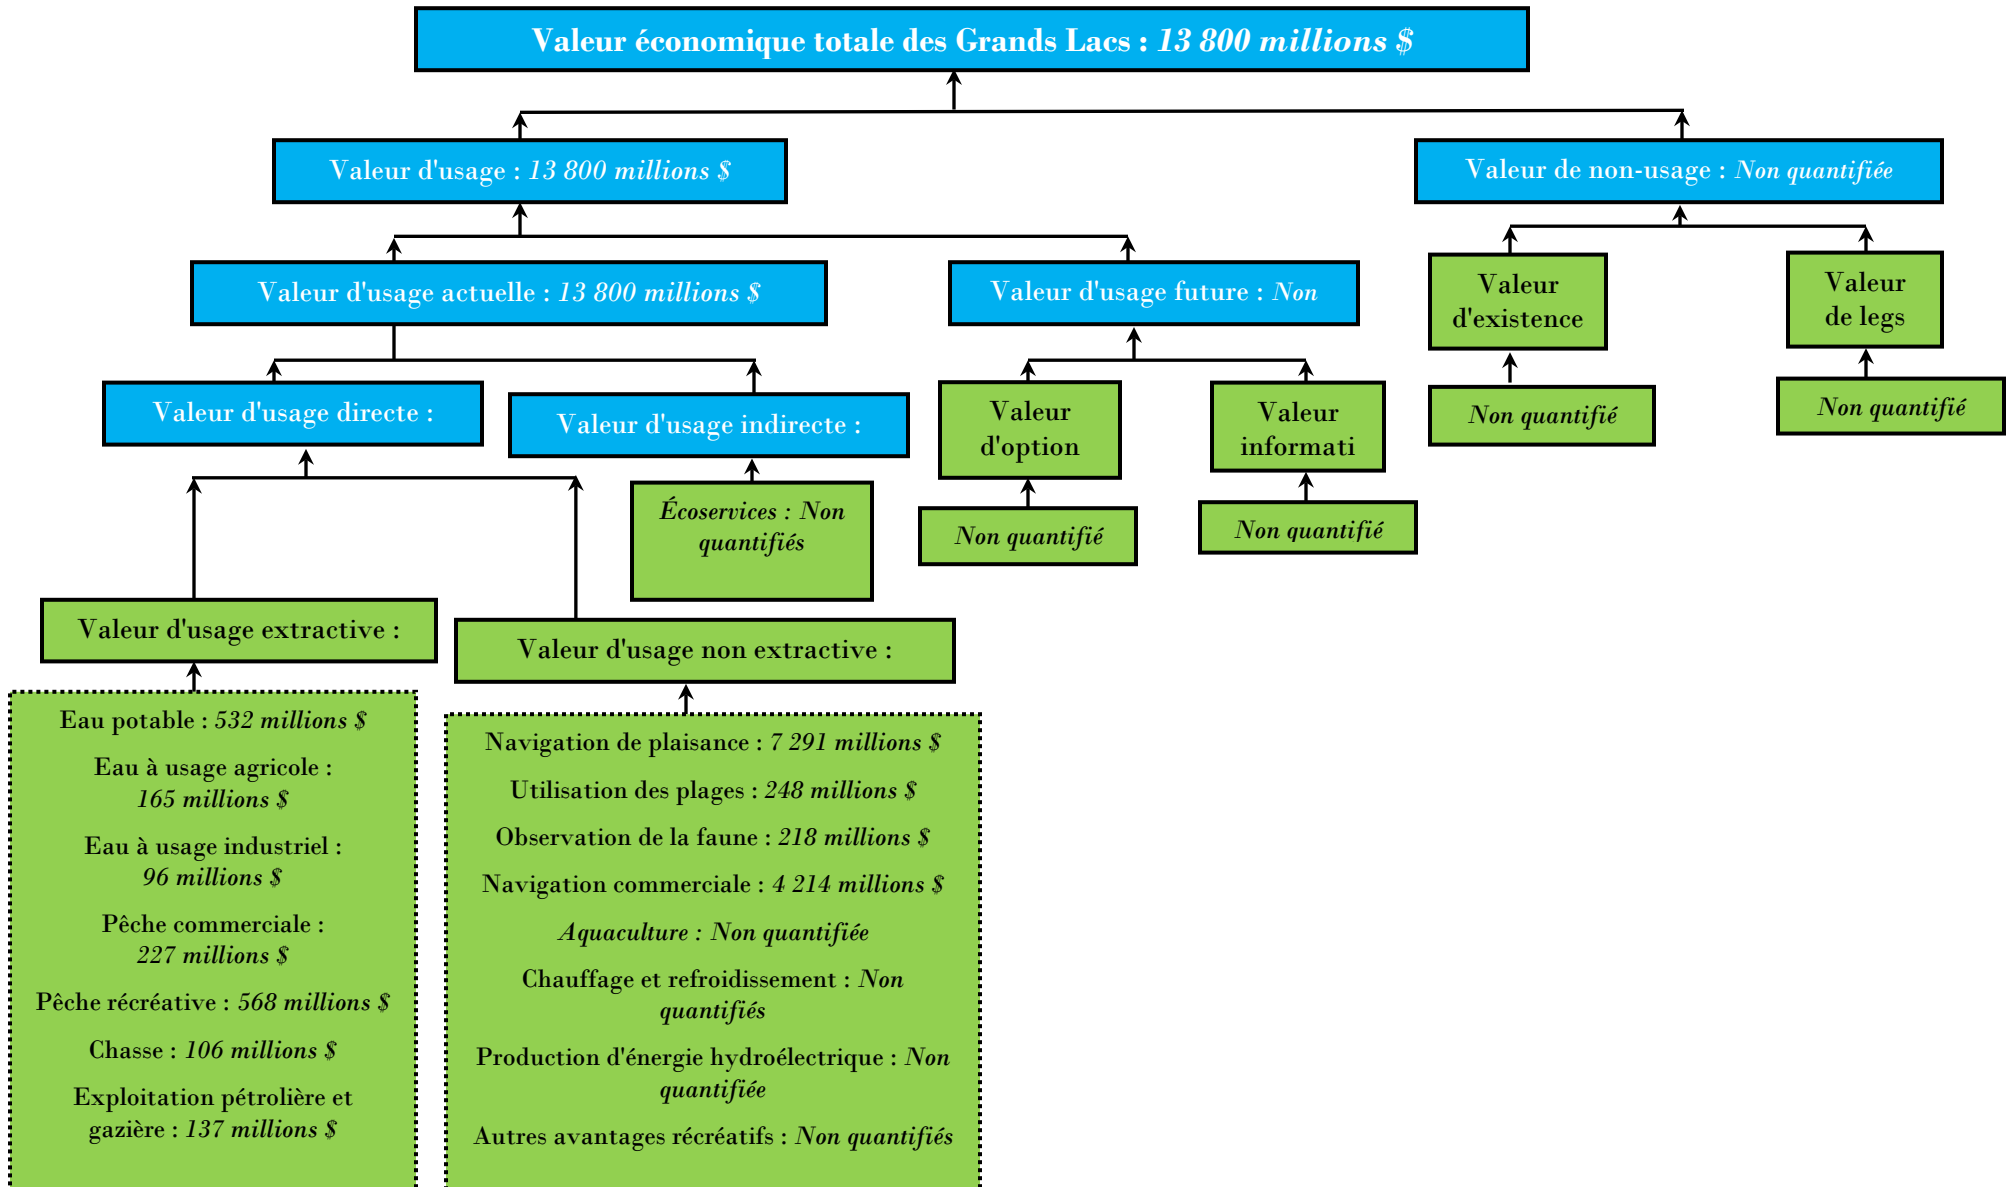 Valeur économique totale des Grands Lacs : 13 800 millions $
Valeur d'usage : 13 800 millions $
Valeur de non-usage : Non quantifiée
Valeur d'usage actuelle : 13 800 millions $
Valeur d'usage future : Non
Valeur
d'existence
Valeur
de legs
Valeur d'usage directe :
Valeur d'usage indirecte :
Valeur
d'option
Valeur
informati
Non quantifié
Non quantifié
Écoservices : Non
quantifiés
Non quantifié
Non quantifié
Valeur d'usage extractive :
Valeur d'usage non extractive :
Eau potable : 532 millions $
Eau à usage agricole :
165 millions $
Eau à usage industriel :
96 millions $
Pêche commerciale :
227 millions $
Pêche récréative : 568 millions $
Chasse : 106 millions $
Exploitation pétrolière et
gazière : 137 millions $
Navigation de plaisance : 7 291 millions $
Utilisation des plages : 248 millions $
Observation de la faune : 218 millions $
Navigation commerciale : 4 214 millions $
Aquaculture : Non quantifiée
Chauffage et refroidissement : Non
quantifiés
Production d'énergie hydroélectrique : Non
quantifiée
Autres avantages récréatifs : Non quantifiés